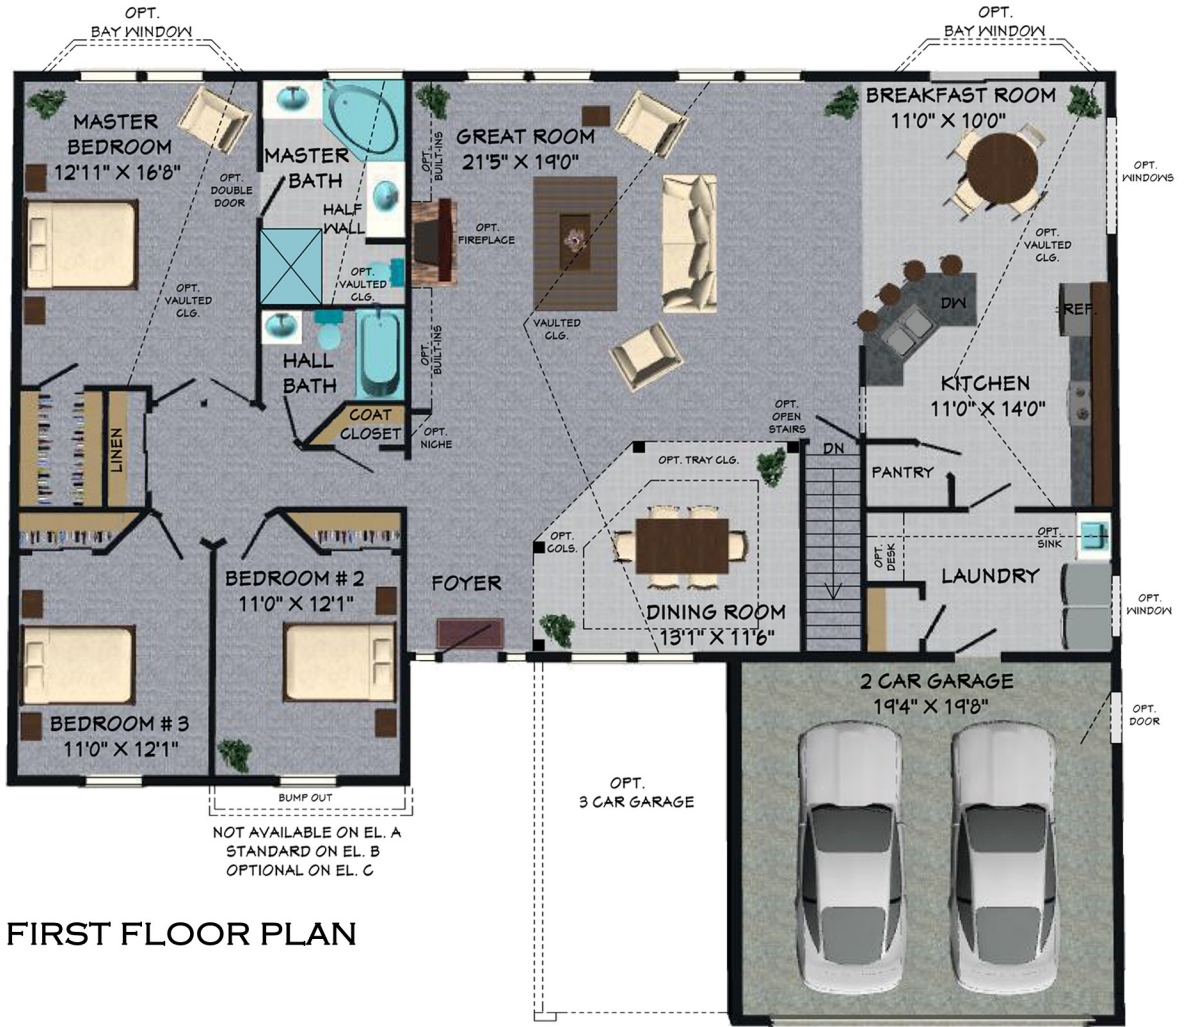 OPT.
BAY WINDOW
OPT.
BAY WINDOW
MASTER
BEDROOM
12'11" X 16'8"
OPT.
DOUBLE
DOOR
OPT.
VAULTED
CLG.
MASTER
BATH
HALF
WALL
OPT.
VAULTED
CLG.
OPT.
BUILT-INS
GREAT ROOM
21'5" X 19'0"
OPT.
FIREPLACE
VAULTED
CLG.
OPT.
BUILT-INS
BREAKFAST ROOM
11'0" X 10'0"
OPT.
WINDOWS
OPT.
VAULTED
CLG.
DW
REF.
KITCHEN
11'0" X 14'0"
HALL
BATH
COAT
CLOSET
OPT.
NICHE
LINEN
OPT.
OPEN
STAIRS
DN
PANTRY
OPT. TRAY CLG.
OPT.
COLS.
DINING ROOM
13'1" X 11'6"
FOYER
OPT.
DESK
OPT.
SINK
LAUNDRY
OPT.
WINDOW
BEDROOM # 2
11'0" X 12'1"
BEDROOM # 3
11'0" X 12'1"
2 CAR GARAGE
19'4" X 19'8"
OPT.
DOOR
OPT.
3 CAR GARAGE
BUMP OUT
NOT AVAILABLE ON EL. A
STANDARD ON EL. B
OPTIONAL ON EL. C
FIRST FLOOR PLAN